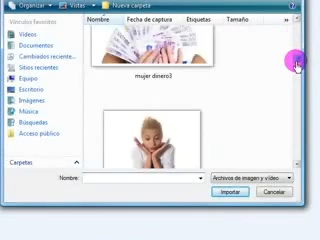 Organizar Vistas Nueva carpeta
Vínculos favoritos
Nombre Fecha de captura Etiquetas Tamaño »
Vídeos
Documentos
Cambiados reciente...
Sitios recientes
Equipo
Escritorio
Imágenes
Música
Búsquedas
Acceso público
mujer dinero3
Carpetas
Nombre: Archivos de imagen y vídeo
Importar Cancelar